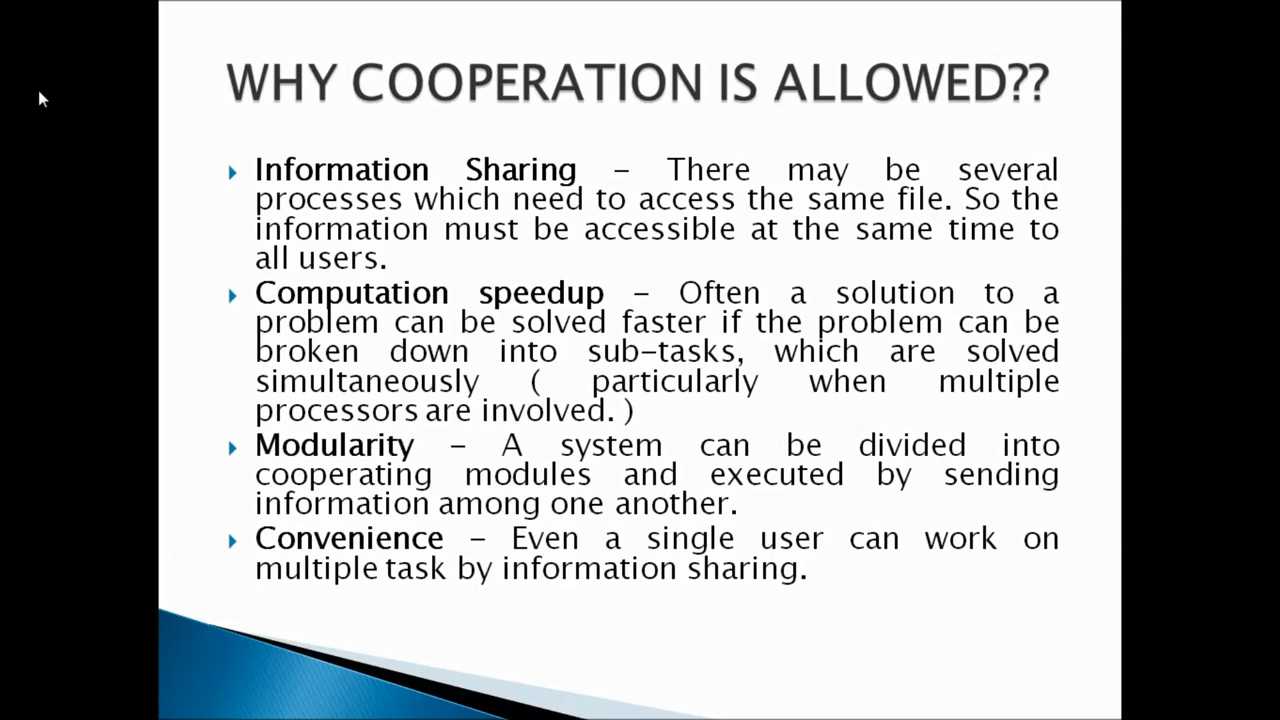 WHY COOPERATION IS ALLOWED??
Information Sharing – There may be several
processes which need to access the same file. So the
information must be accessible at the same time to
all users.
Computation speedup – Often a solution to a
problem can be solved faster if the problem can be
broken down into sub-tasks, which are solved
simultaneously ( particularly when multiple
processors are involved. )
Modularity – A system can be divided into
cooperating modules and executed by sending
information among one another.
Convenience – Even a single user can work on
multiple task by information sharing.